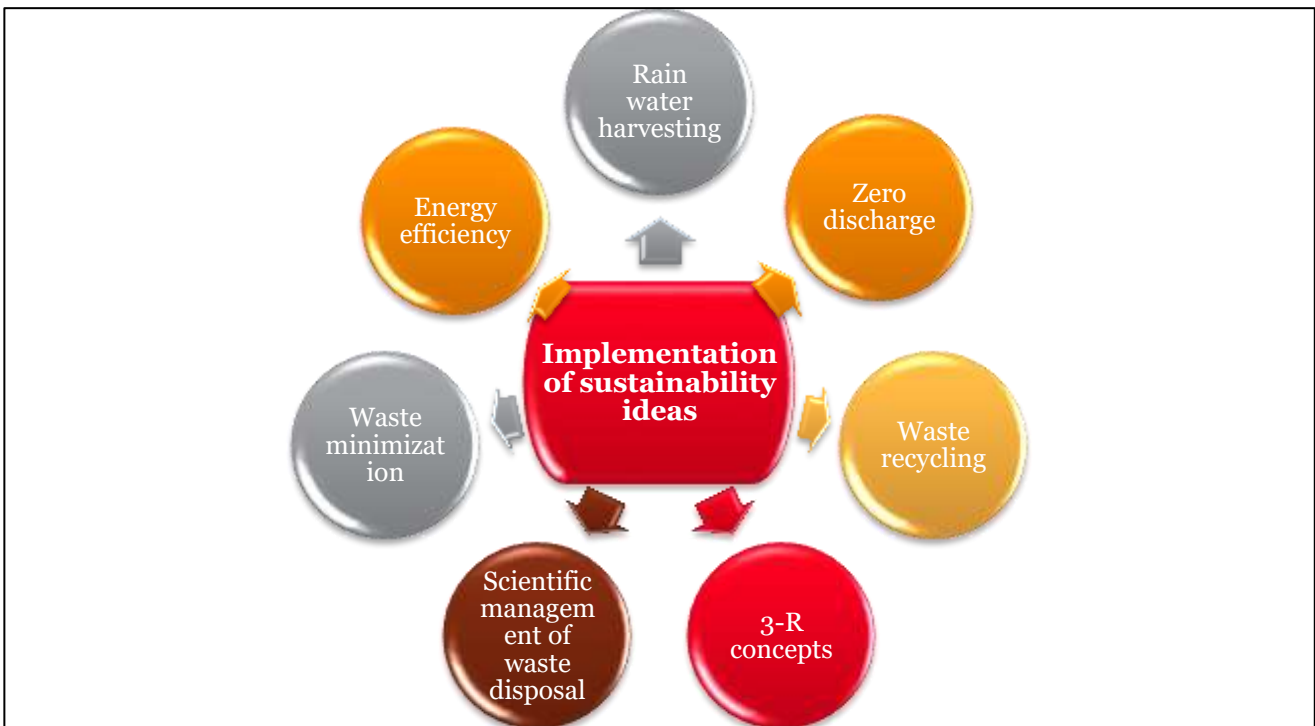 Rain
water
harvesting
Zero
discharge
Energy
efficiency
Implementation
of sustainability
ideas
Waste
recycling
Waste
minimizat
ion
3-R
concepts
Scientific
managem
ent of
waste
disposal